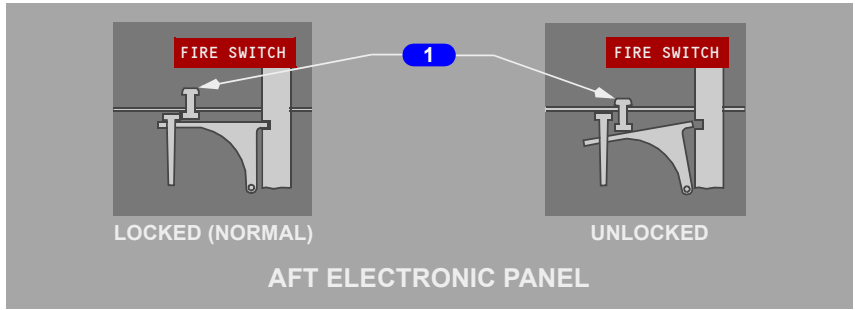 FIRE SWITCH
1
FIRE SWITCH
LOCKED (NORMAL)
UNLOCKED
AFT ELECTRONIC PANEL